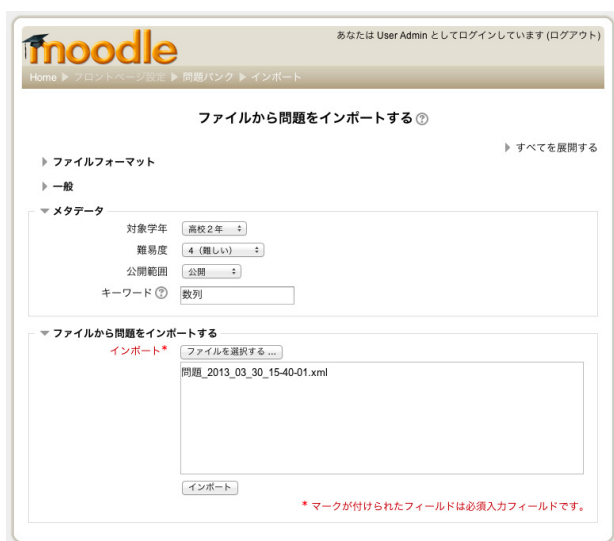 moodle
あなたは User Admin としてログインしています (ログアウト)
Home ▶ フロントページ設定 ▶ 問題バンク ▶ インポート
ファイルから問題をインポートする
すべてを展開する
ファイルフォーマット
一般
メタデータ
対象学年 高校２年
難易度 4（難しい）
公開範囲 公開
キーワード 数列
ファイルから問題をインポートする
インポート* ファイルを選択する ...
問題_2013_03_30_15-40-01.xml
インポート
* マークが付けられたフィールドは必須入力フィールドです。